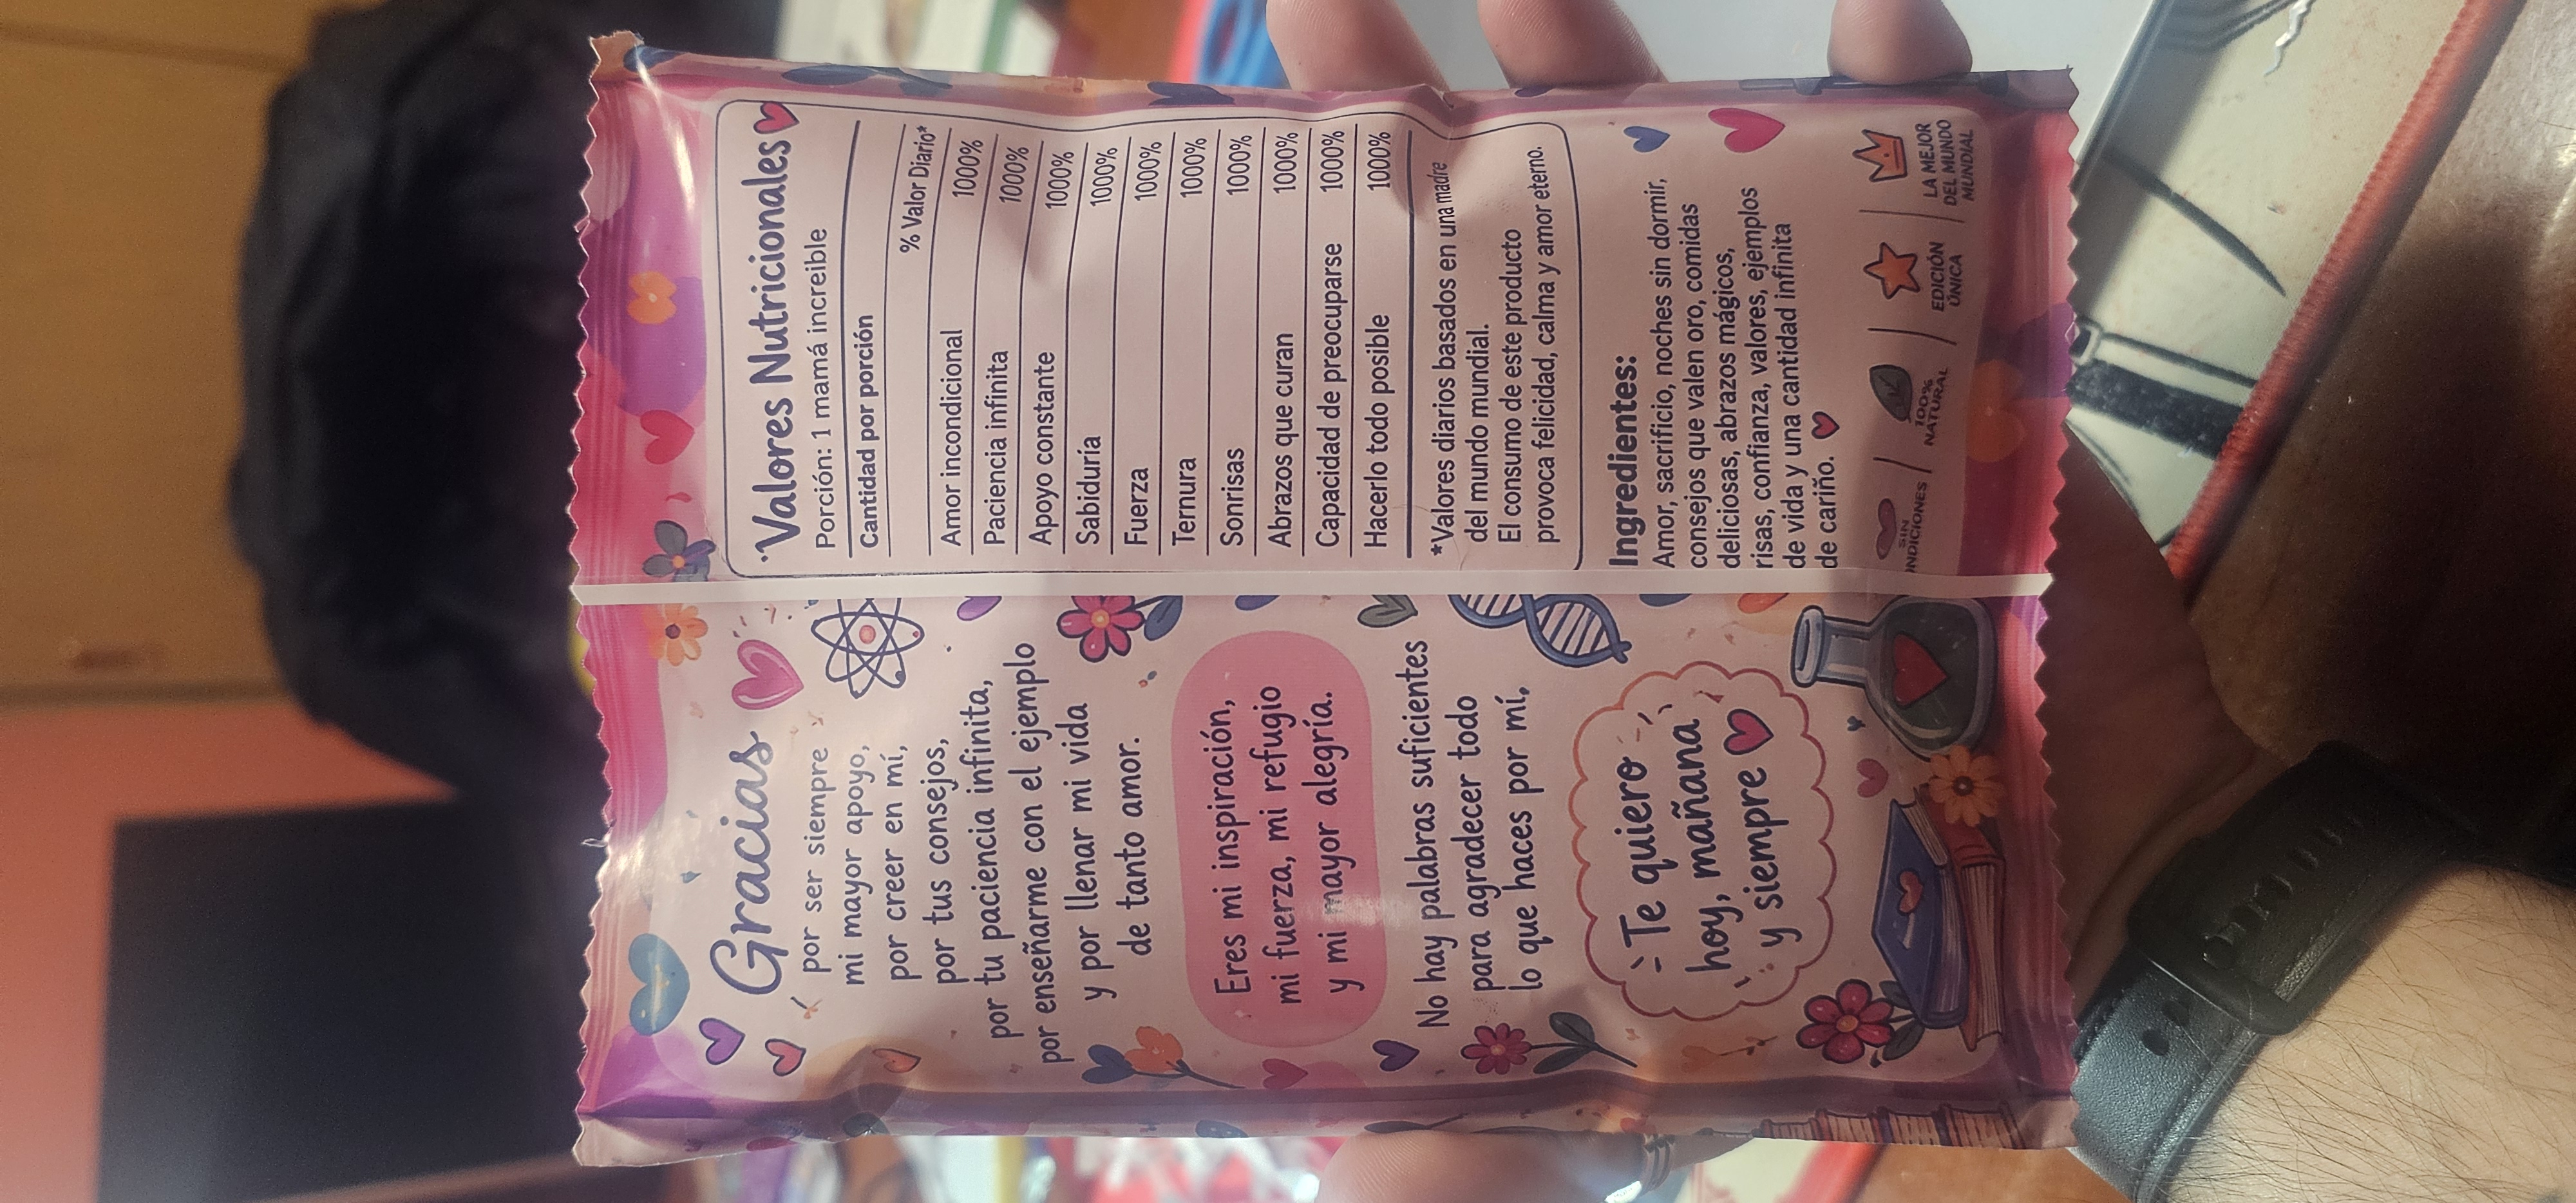 Gracias
por ser siempre
mi mayor apoyo,
por creer en mí,
por tus consejos,
por tu paciencia infinita,
por enseñarme con el ejemplo
y por llenar mi vida
de tanto amor.
Eres mi inspiración,
mi fuerza, mi refugio
y mi mayor alegría.
No hay palabras suficientes
para agradecer todo
lo que haces por mí.
Te quiero
hoy, mañana
y siempre
Valores Nutricionales
Porción: 1 mamá increible
Cantidad por porción
% Valor Diario*
Amor incondicional 1000%
Paciencia infinita 1000%
Apoyo constante 1000%
Sabiduría 1000%
Fuerza 1000%
Ternura 1000%
Sonrisas 1000%
Abrazos que curan 1000%
Capacidad de preocuparse 1000%
Hacerlo todo posible 1000%
*Valores diarios basados en una madre
del mundo mundial.
El consumo de este producto
provoca felicidad, calma y amor eterno.
Ingredientes:
Amor, sacrificio, noches sin dormir,
consejos que valen oro, comidas
deliciosas, abrazos mágicos,
risas, confianza, valores, ejemplos
de vida y una cantidad infinita
de cariño.
SIN
NDICIONES
100%
NATURAL
EDICIÓN
ÚNICA
LA MEJOR
DEL MUNDO
MUNDIAL